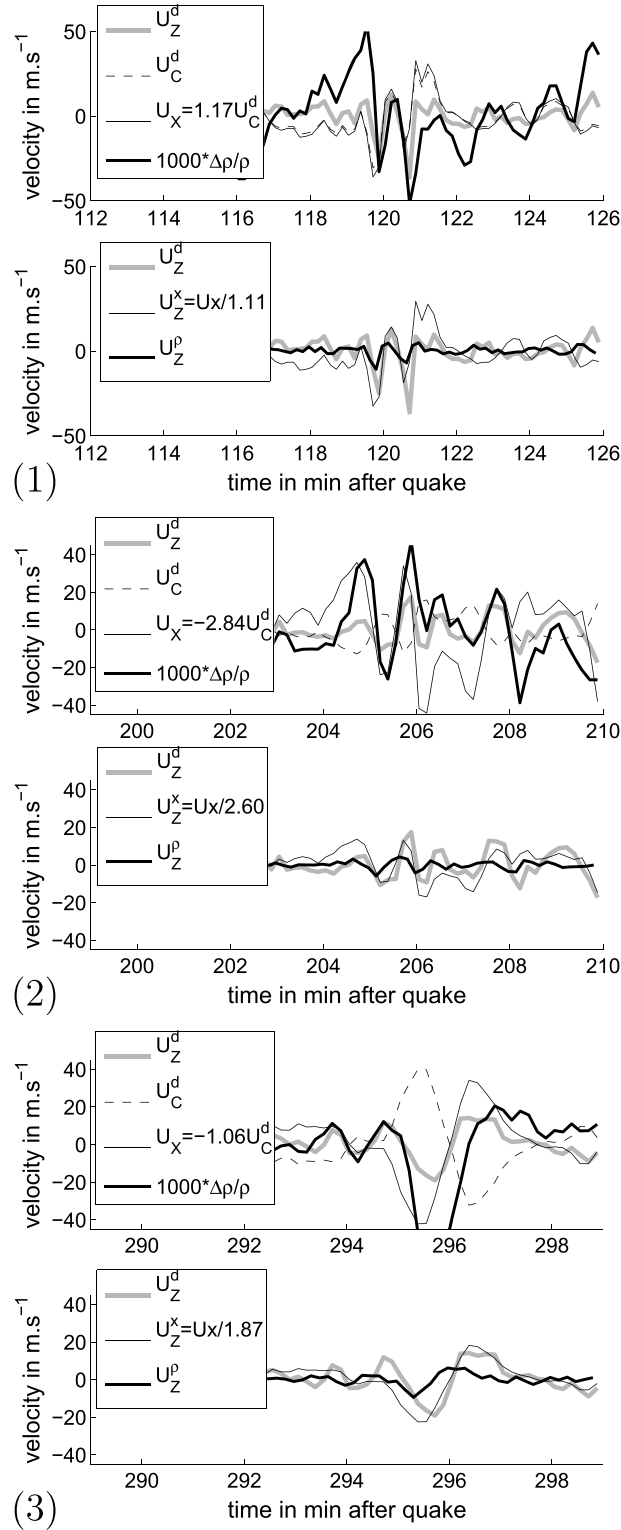 velocity in m.s⁻¹
50
0
−50
U_Z^d
U_C^d
U_X=1.17U_C^d
1000*Δρ/ρ
112 114 116 118 120 122 124 126
velocity in m.s⁻¹
50
0
−50
U_Z^d
U_Z^x=Ux/1.11
U_Z^ρ
112 114 116 118 120 122 124 126
(1) time in min after quake
velocity in m.s⁻¹
40
20
0
−20
−40
U_Z^d
U_C^d
U_X=−2.84U_C^d
1000*Δρ/ρ
200 202 204 206 208 210
velocity in m.s⁻¹
40
20
0
−20
−40
U_Z^d
U_Z^x=Ux/2.60
U_Z^ρ
200 202 204 206 208 210
(2) time in min after quake
velocity in m.s⁻¹
40
20
0
−20
−40
U_Z^d
U_C^d
U_X=−1.06U_C^d
1000*Δρ/ρ
290 292 294 296 298
velocity in m.s⁻¹
40
20
0
−20
−40
U_Z^d
U_Z^x=Ux/1.87
U_Z^ρ
290 292 294 296 298
(3) time in min after quake